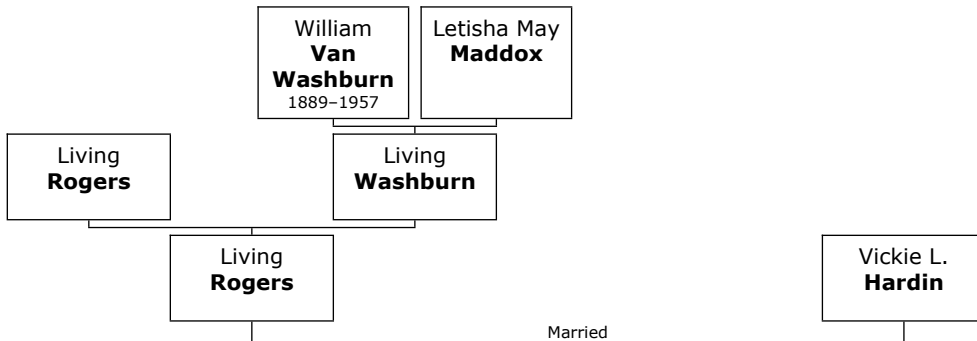 William
Van
Washburn
1889–1957
Letisha May
Maddox
Living
Rogers
Living
Washburn
Living
Rogers
Vickie L.
Hardin
Married